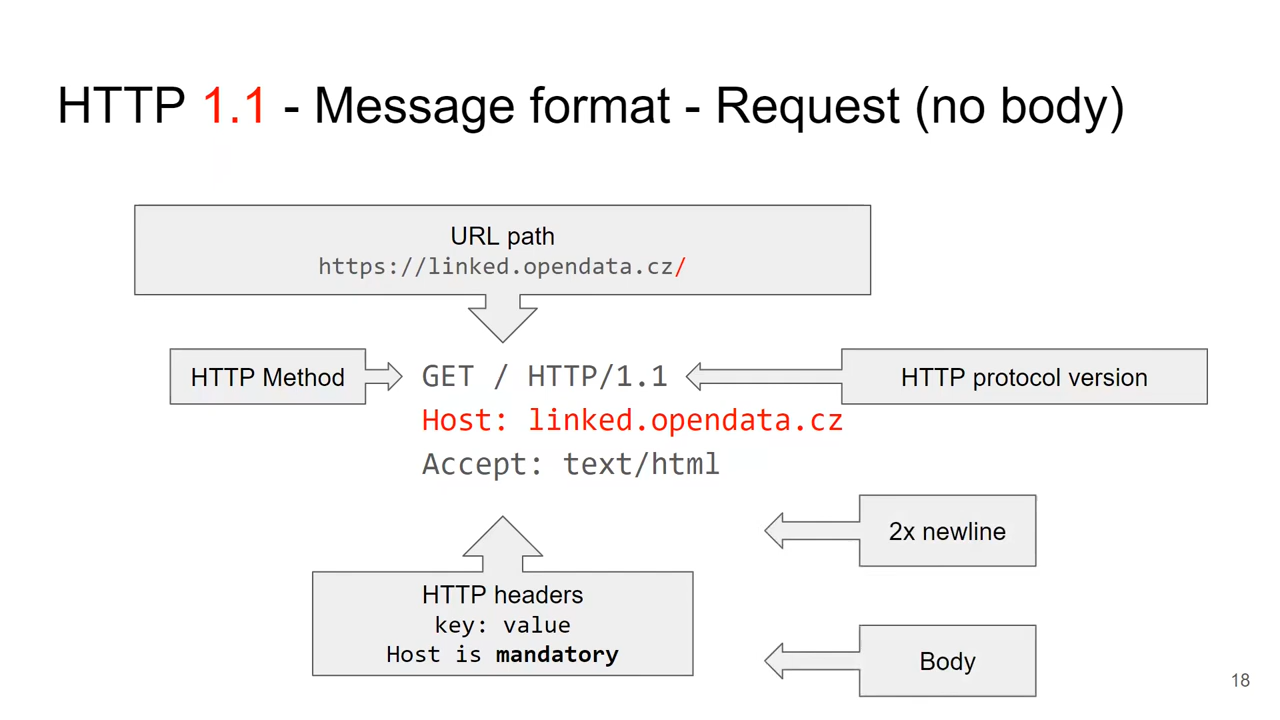 HTTP 1.1 - Message format - Request (no body)
URL path
https://linked.opendata.cz/
HTTP Method
GET / HTTP/1.1
HTTP protocol version
Host: linked.opendata.cz
Accept: text/html
2x newline
HTTP headers
key: value
Host is mandatory
Body
18